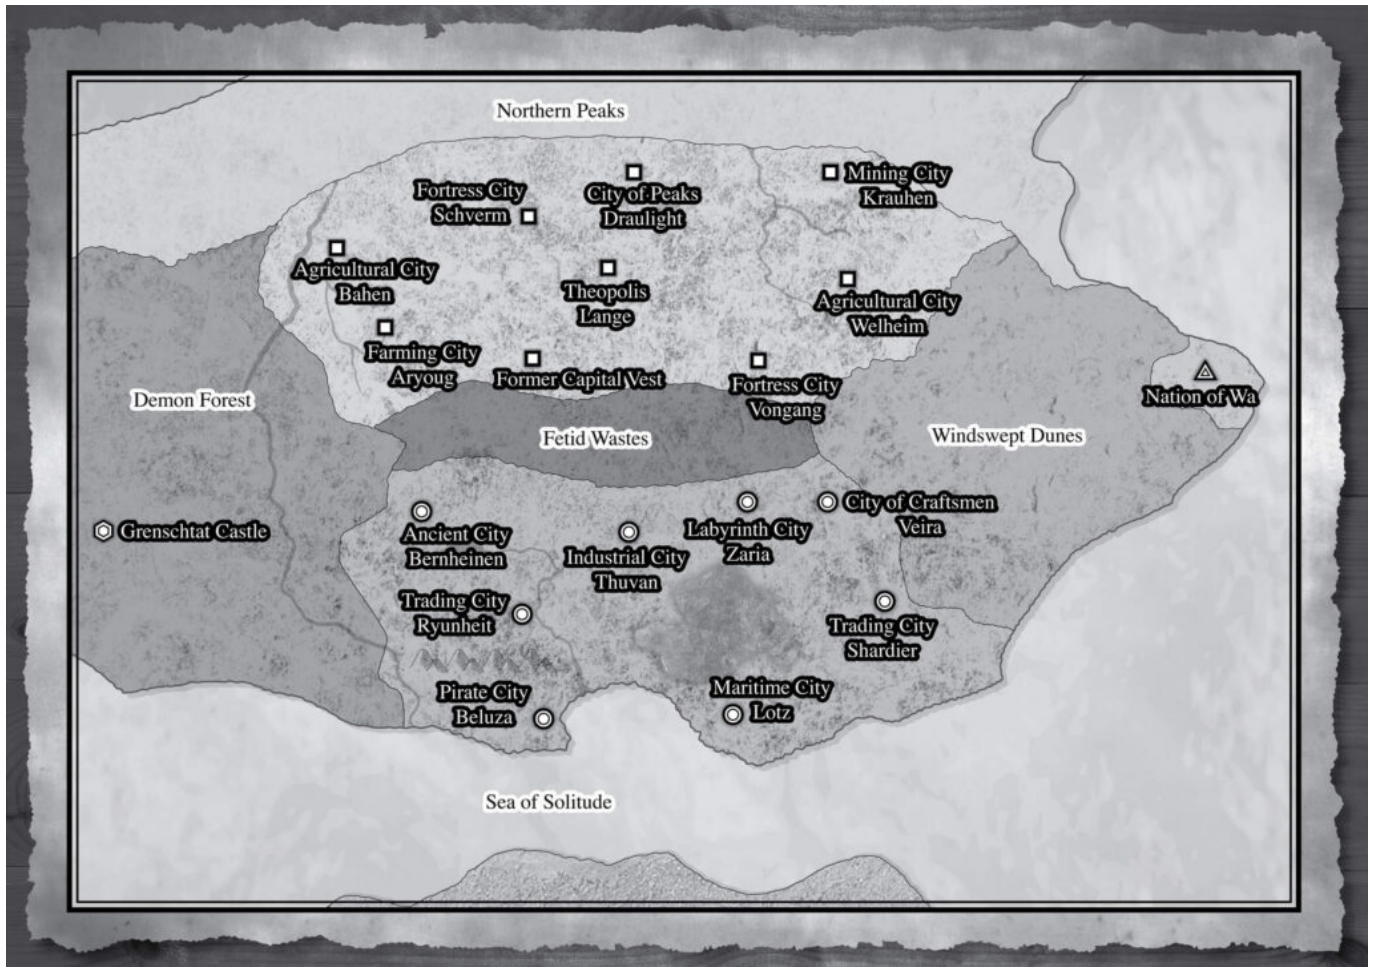 Northern Peaks
Mining City
Krauhen
Fortress City
Schverm
City of Peaks
Draulight
Agricultural City
Bahen
Theopolis
Lange
Agricultural City
Welheim
Farming City
Aryoug
Former Capital Vest
Fortress City
Vongang
Nation of Wa
Demon Forest
Fetid Wastes
Windswept Dunes
Grenschtat Castle
Ancient City
Bernheinen
Industrial City
Thuvan
Labyrinth City
Zaria
City of Craftsmen
Veira
Trading City
Ryunheit
Trading City
Shardier
Pirate City
Beluza
Maritime City
Lotz
Sea of Solitude